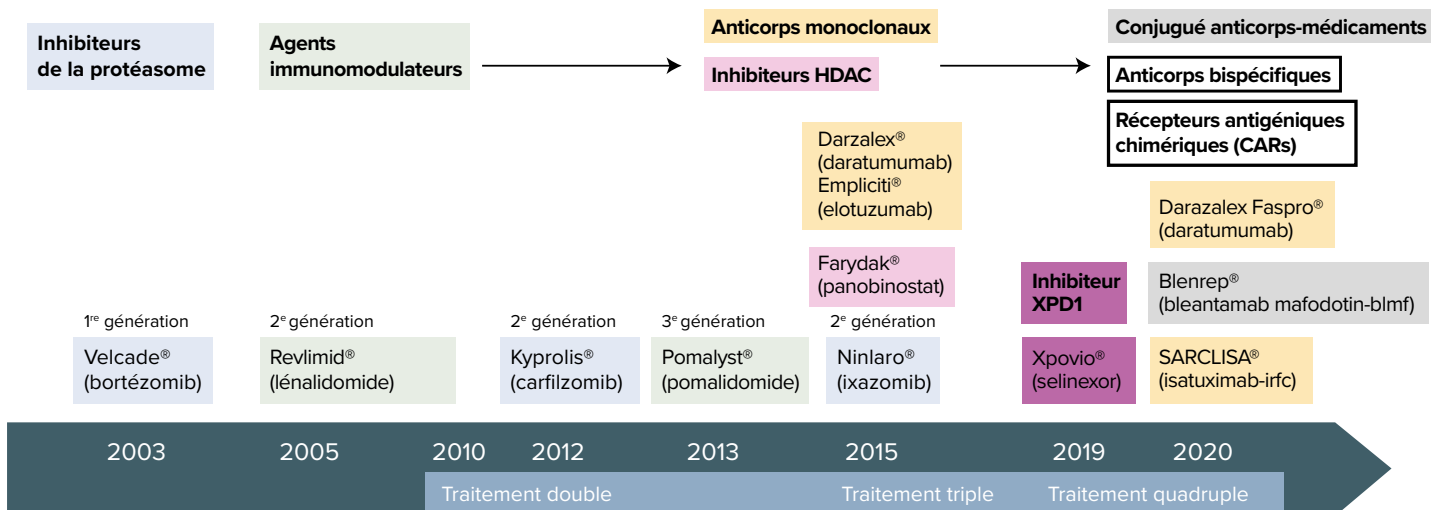 Inhibiteurs
de la protéasome
Agents
immunomodulateurs
Anticorps monoclonaux
Inhibiteurs HDAC
Conjugué anticorps-médicaments
Anticorps bispécifiques
Récepteurs antigéniques
chimériques (CARs)
Darzalex®
(daratumumab)
Empliciti®
(elotuzumab)
Darazalex Faspro®
(daratumumab)
Farydak®
(panobinostat)
Inhibiteur
XPD1
Blenrep®
(bleantamab mafodotin-blmf)
1re génération
Velcade®
(bortézomib)
2e génération
Revlimid®
(lénalidomide)
2e génération
Kyprolis®
(carfilzomib)
3e génération
Pomalyst®
(pomalidomide)
2e génération
Ninlaro®
(ixazomib)
Xpovio®
(selinexor)
SARCLISA®
(isatuximab-irfc)
2003 2005 2010 2012 2013 2015 2019 2020
Traitement double Traitement triple Traitement quadruple